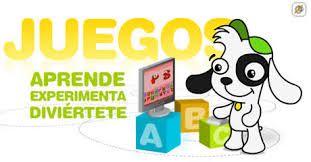 JUEGOS
APRENDE
EXPERIMENTA
DIVIÉRTETE
A B C